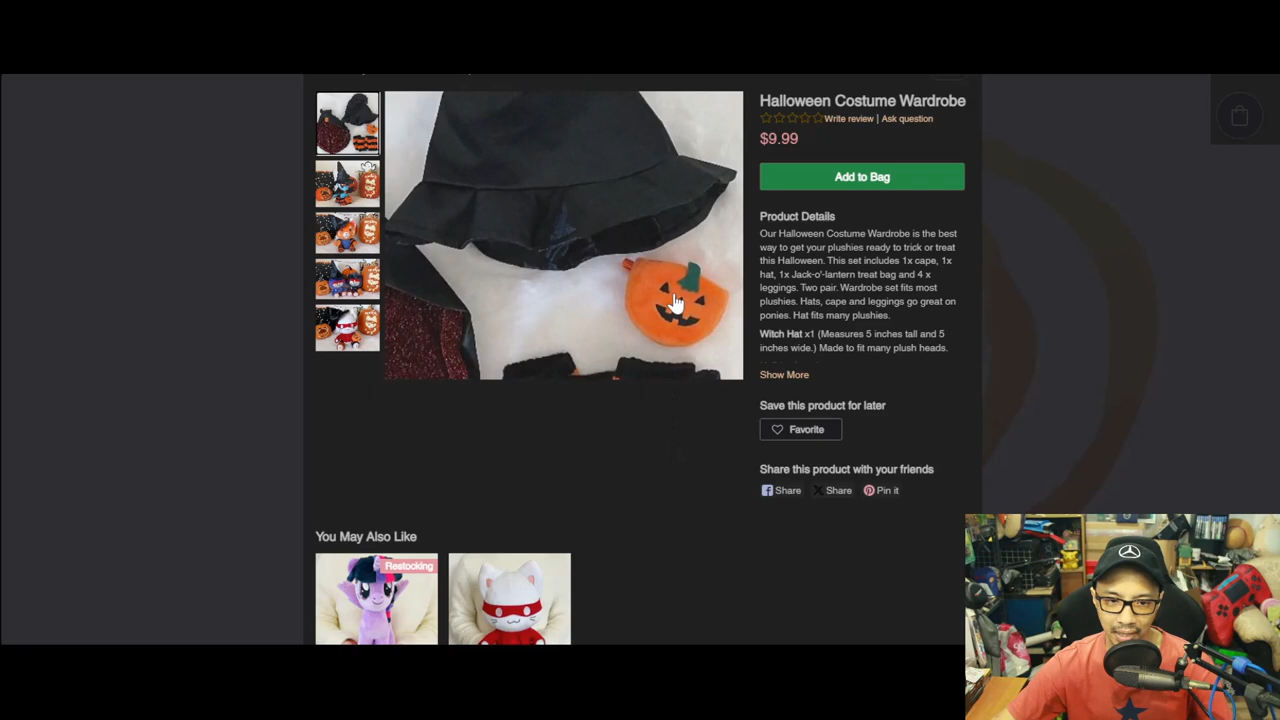 Halloween Costume Wardrobe
Write review | Ask question
$9.99
Add to Bag
Product Details
Our Halloween Costume Wardrobe is the best
way to get your plushies ready to trick or treat
this Halloween. This set includes 1x cape, 1x
hat, 1x Jack-o'-lantern treat bag and 4 x
leggings. Two pair. Wardrobe set fits most
plushies. Hats, cape and leggings go great on
ponies. Hat fits many plushies.
Witch Hat x1 (Measures 5 inches tall and 5
inches wide.) Made to fit many plush heads.
Show More
Save this product for later
Favorite
Share this product with your friends
Share Share Pin it
You May Also Like
Restocking